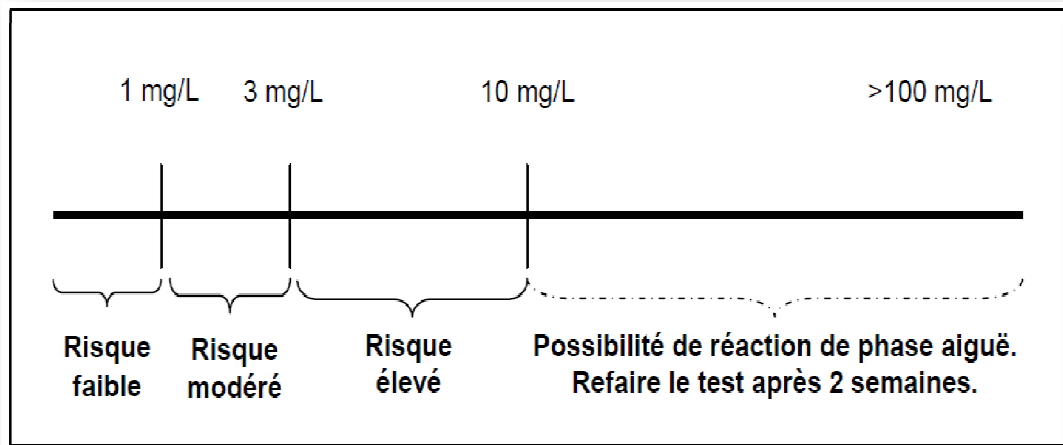 1 mg/L 3 mg/L 10 mg/L >100 mg/L
Risque
faible
Risque
modéré
Risque
élevé
Possibilité de réaction de phase aiguë.
Refaire le test après 2 semaines.